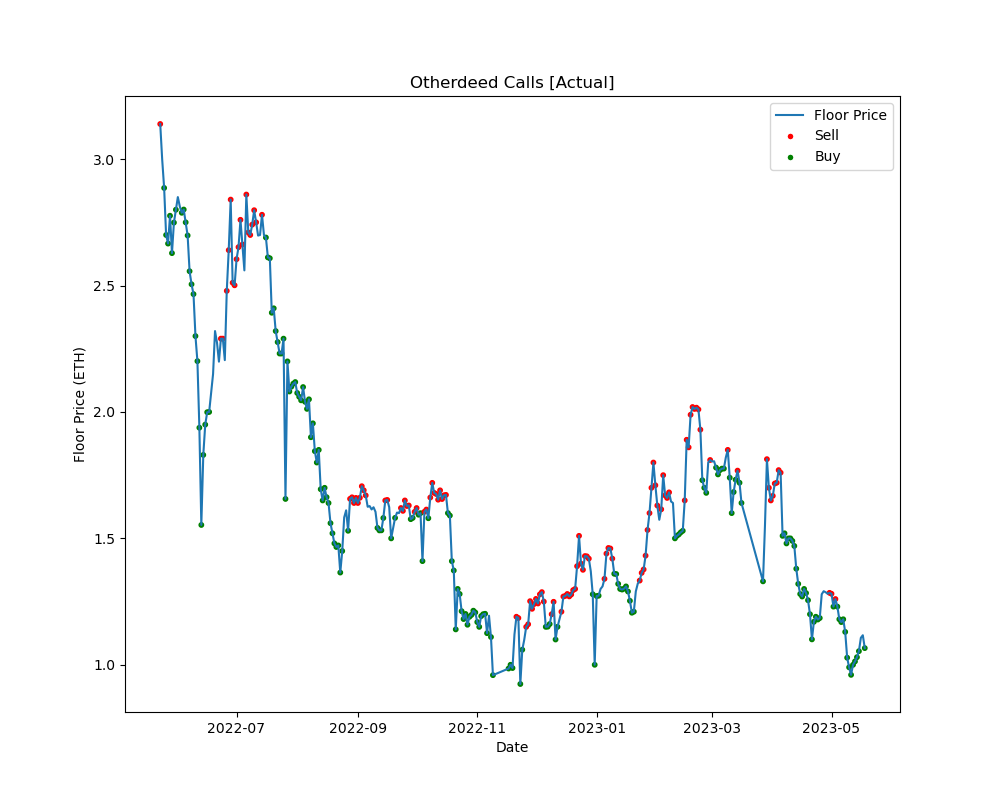 Otherdeed Calls [Actual]
Floor Price
Sell
Buy
3.0
2.5
2.0
1.5
1.0
Floor Price (ETH)
2022-07
2022-09
2022-11
2023-01
2023-03
2023-05
Date